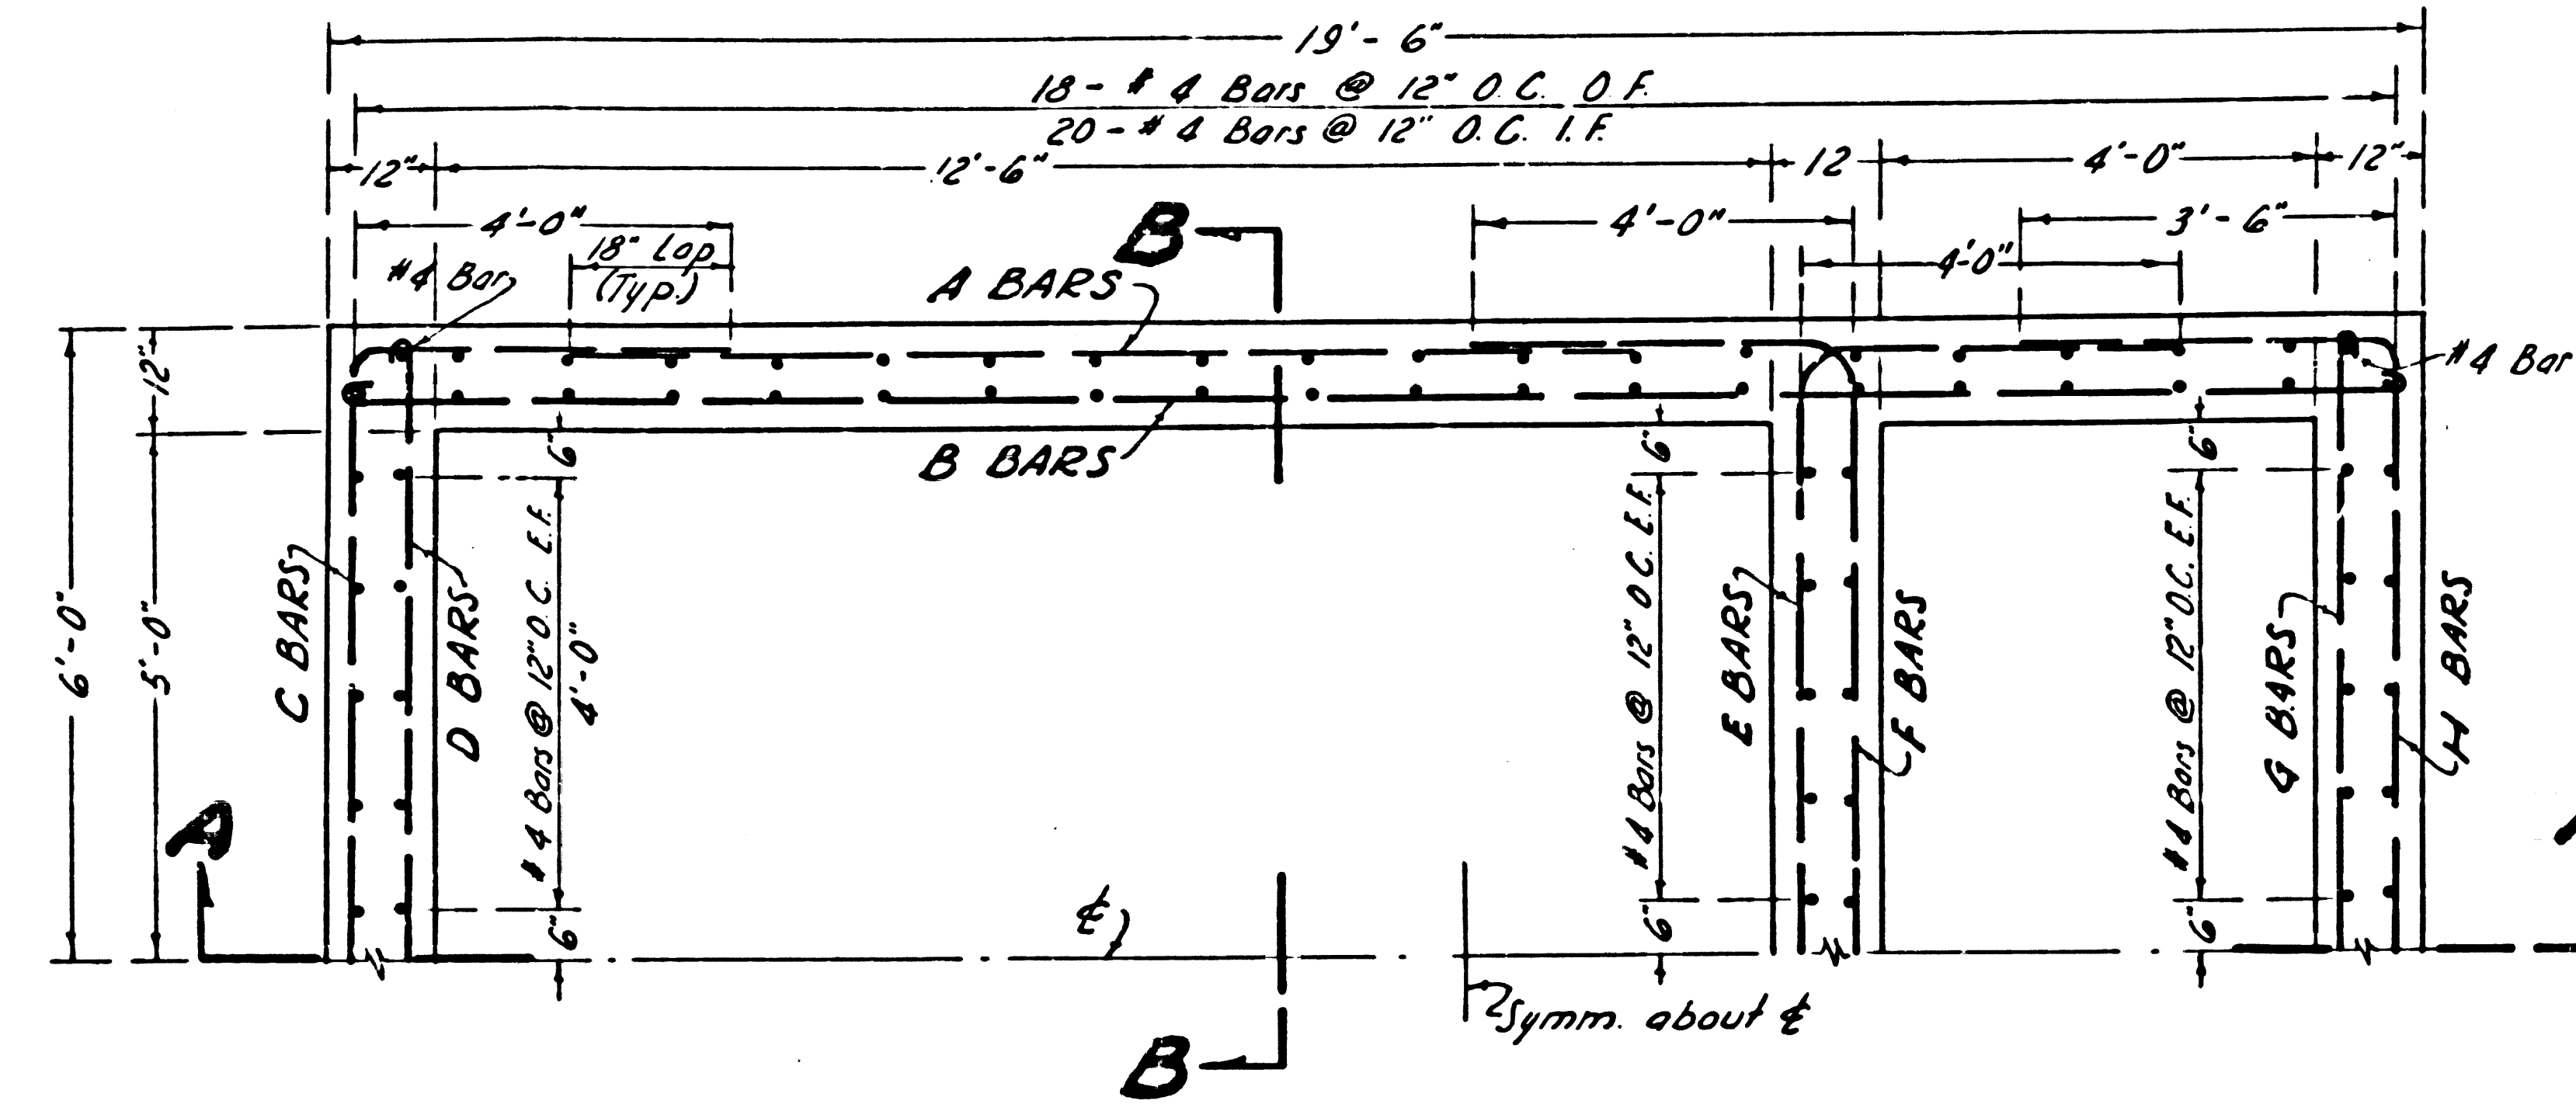 19'- 6"
18 - # 4 Bars @ 12" O.C. O.F.
20 - # 4 Bars @ 12" O.C. I.F.
12" 12'-6" 12 4'-0" 12"
4'-0" 4'-0" 3'-6"
18" Lap
(Typ.)
4'-0"
#4 Bar
A BARS
B
#4 Bar
12"
B BARS
6"
6"
6"
6'-0"
5'-0"
C BARS
D BARS
# 4 Bars @ 12" O.C. E.F.
4'-0"
# 4 Bars @ 12" O.C. E.F.
E BARS
F BARS
# 4 Bars @ 12" O.C. E.F.
G BARS
H BARS
A
6"
℄
6"
6"
Symm. about ℄
B